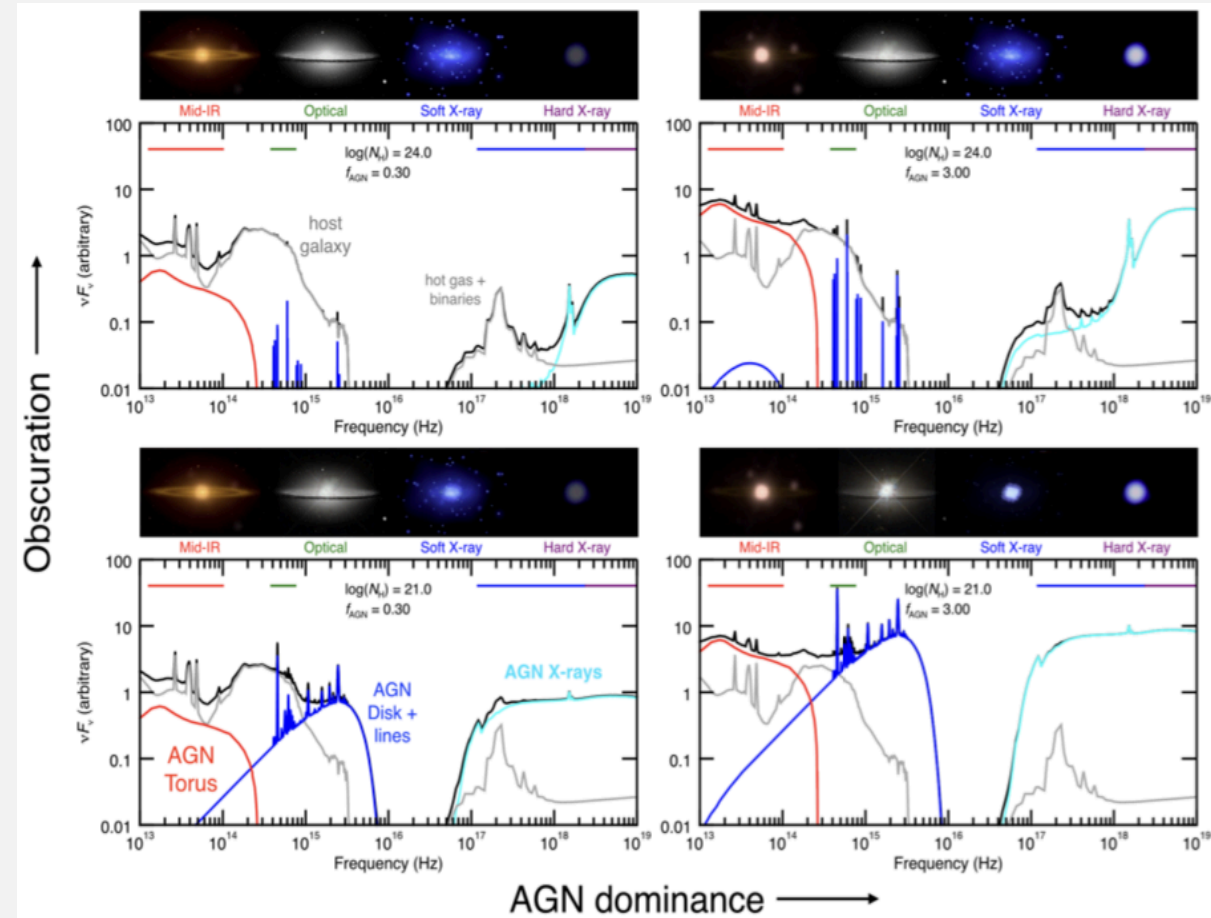 Mid-IR Optical Soft X-ray Hard X-ray
100
10
1
0.1
0.01
νFν (arbitrary)
log(NH) = 24.0
fAGN = 0.30
host
galaxy
hot gas +
binaries
10^13 10^14 10^15 10^16 10^17 10^18 10^19
Frequency (Hz)
Mid-IR Optical Soft X-ray Hard X-ray
100
10
1
0.1
0.01
νFν (arbitrary)
log(NH) = 24.0
fAGN = 3.00
10^13 10^14 10^15 10^16 10^17 10^18 10^19
Frequency (Hz)
Obscuration
Mid-IR Optical Soft X-ray Hard X-ray
100
10
1
0.1
0.01
νFν (arbitrary)
log(NH) = 21.0
fAGN = 0.30
AGN
Torus
AGN
Disk +
lines
AGN X-rays
10^13 10^14 10^15 10^16 10^17 10^18 10^19
Frequency (Hz)
Mid-IR Optical Soft X-ray Hard X-ray
100
10
1
0.1
0.01
νFν (arbitrary)
log(NH) = 21.0
fAGN = 3.00
10^13 10^14 10^15 10^16 10^17 10^18 10^19
Frequency (Hz)
AGN dominance